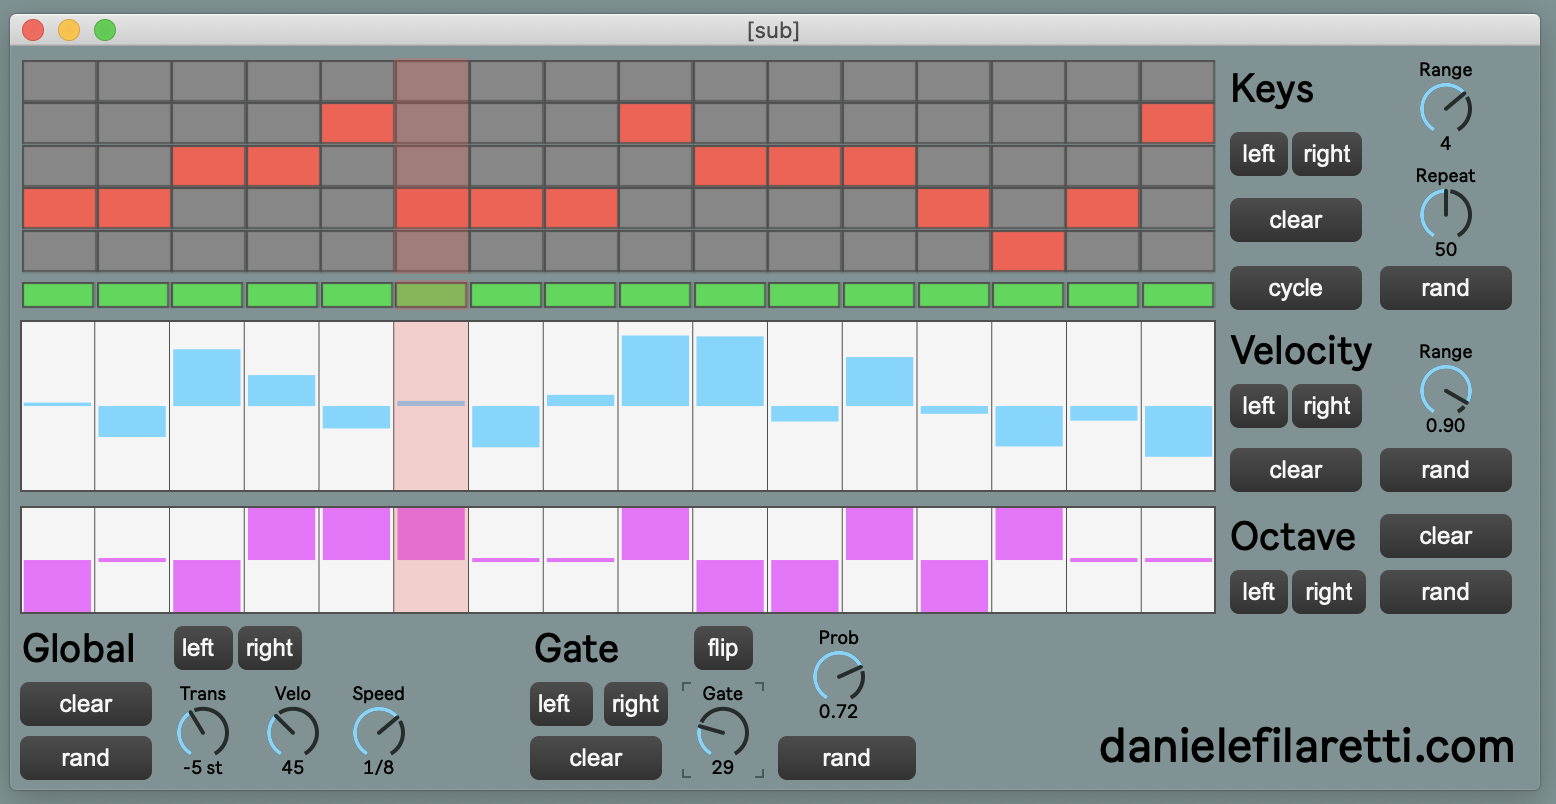 [sub]
Keys
Range
4
left right
Repeat
50
clear
cycle rand
Velocity
Range
0.90
left right
clear rand
Octave clear
left right rand
Global left right
clear
rand
Trans Velo Speed
-5 st 45 1/8
Gate flip
Prob
0.72
left right
Gate
29
clear
rand
danielefilaretti.com